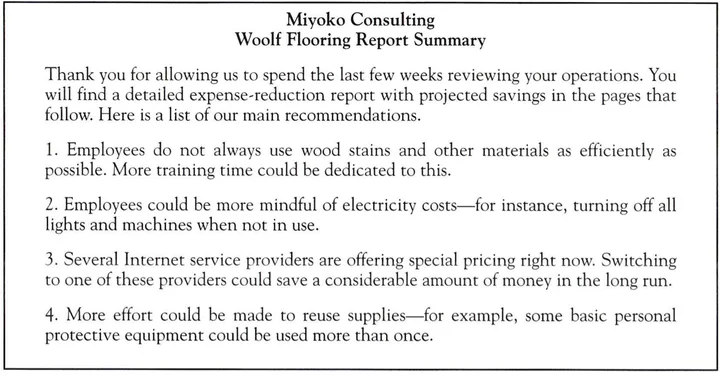 Miyoko Consulting
Woolf Flooring Report Summary
Thank you for allowing us to spend the last few weeks reviewing your operations. You
will find a detailed expense-reduction report with projected savings in the pages that
follow. Here is a list of our main recommendations.
1. Employees do not always use wood stains and other materials as efficiently as
possible. More training time could be dedicated to this.
2. Employees could be more mindful of electricity costs—for instance, turning off all
lights and machines when not in use.
3. Several Internet service providers are offering special pricing right now. Switching
to one of these providers could save a considerable amount of money in the long run.
4. More effort could be made to reuse supplies—for example, some basic personal
protective equipment could be used more than once.